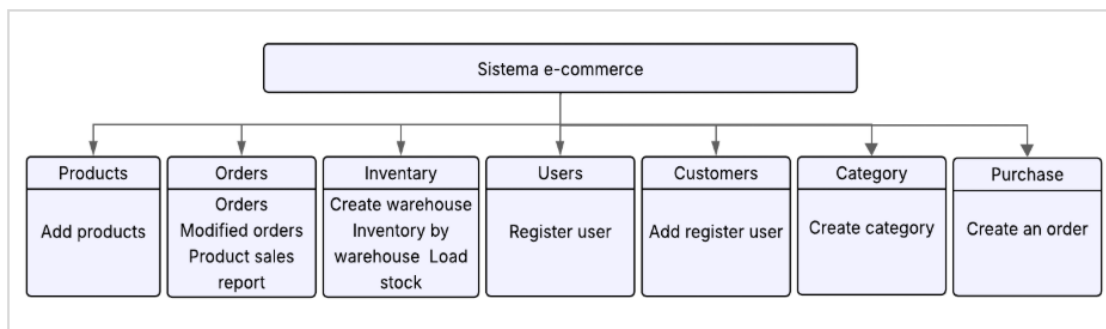 Sistema e-commerce
Products
Add products
Orders
Orders
Modified orders
Product sales
report
Inventary
Create warehouse
Inventary by
warehouse Load
stock
Users
Register user
Customers
Add register user
Category
Create category
Purchase
Create an order